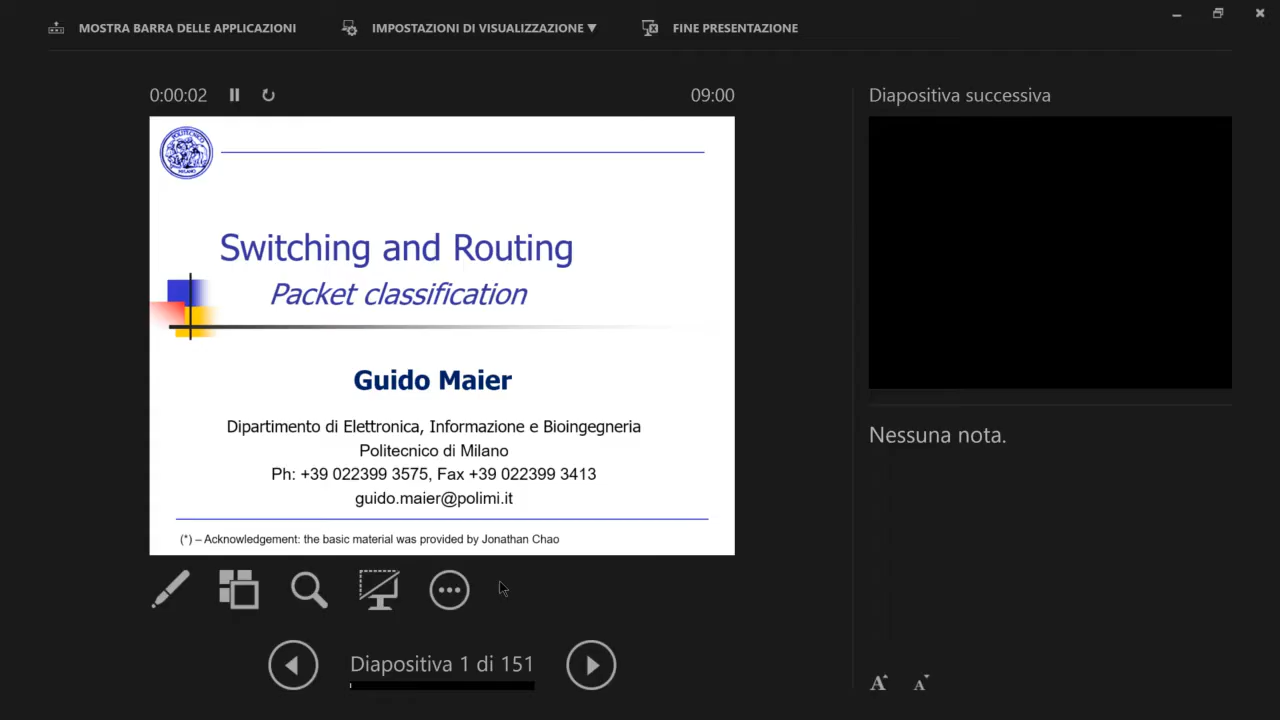 MOSTRA BARRA DELLE APPLICAZIONI
IMPOSTAZIONI DI VISUALIZZAZIONE ▼
FINE PRESENTAZIONE
0:00:02
09:00
Diapositiva successiva
POLITECNICO
MILANO
Switching and Routing
Packet classification
Guido Maier
Dipartimento di Elettronica, Informazione e Bioingegneria
Politecnico di Milano
Ph: +39 022399 3575, Fax +39 022399 3413
guido.maier@polimi.it
(*) – Acknowledgement: the basic material was provided by Jonathan Chao
Nessuna nota.
Diapositiva 1 di 151
A A